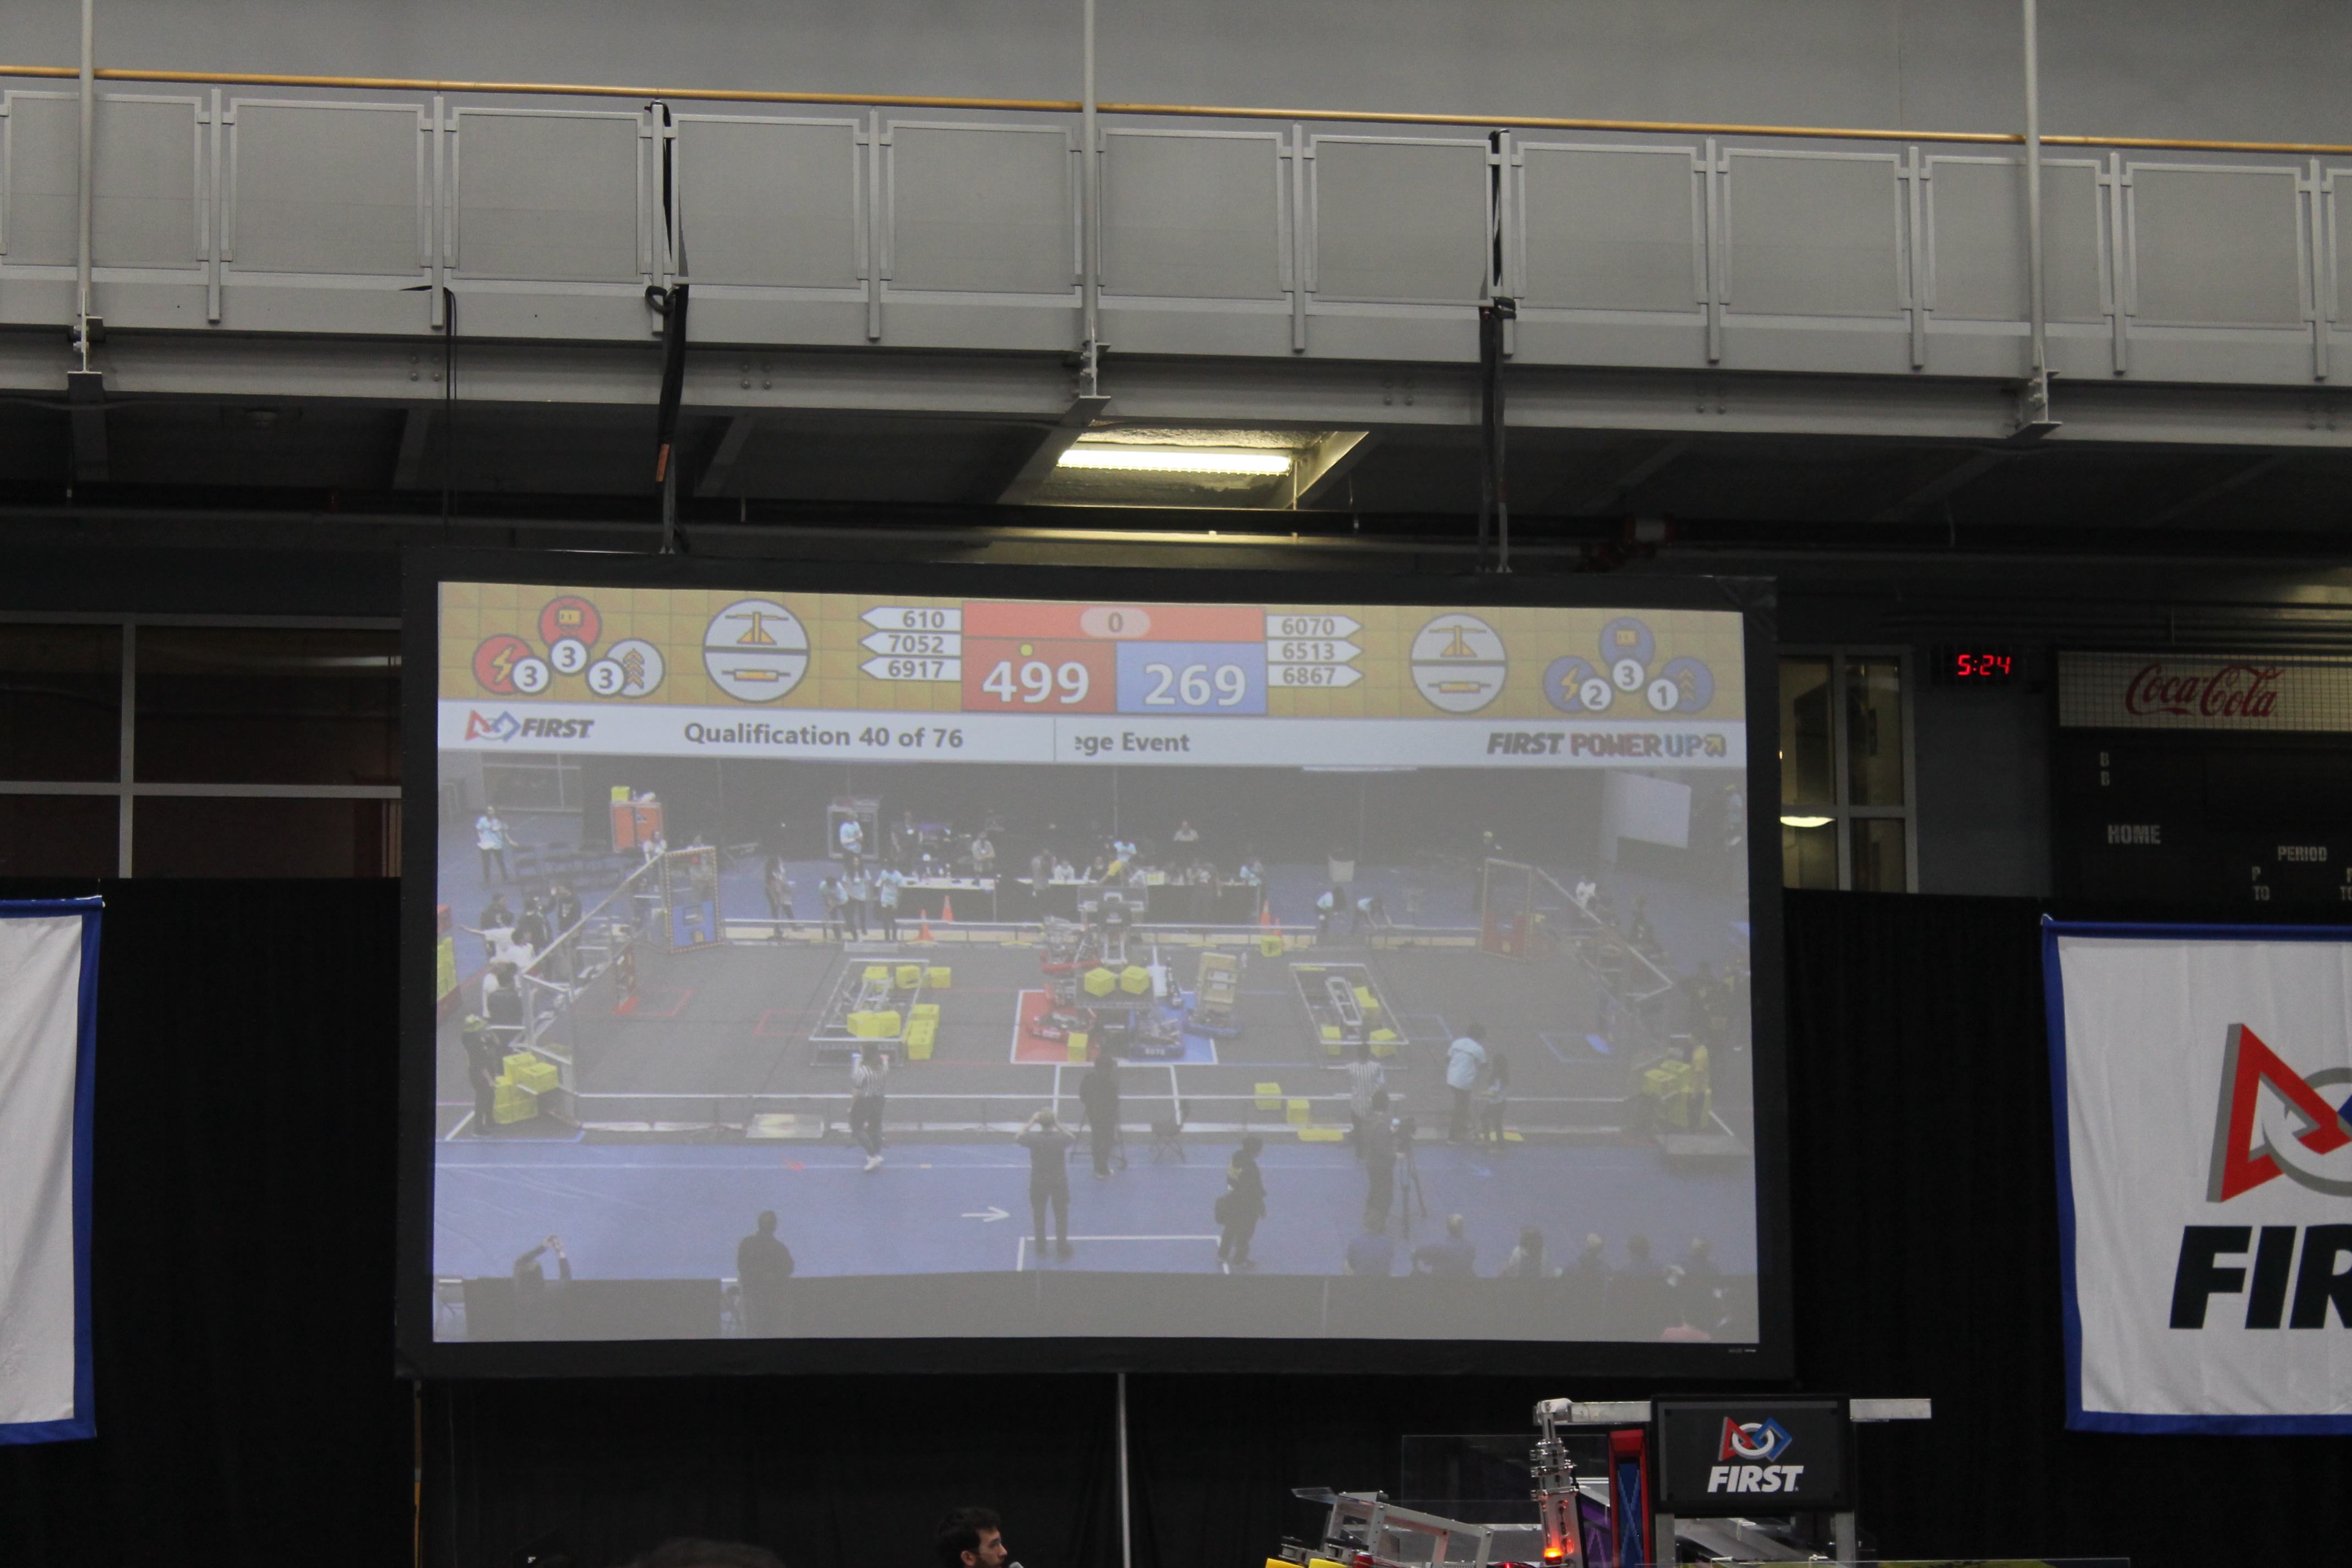 610
7052
6917
0
499
269
6070
6513
6867
3
3
3
3
2
1
FIRST
Qualification 40 of 76
ege Event
FIRST POWER UP
5:24
Coca-Cola
B
B
HOME
PERIOD
P
TO
FIR
FIRST